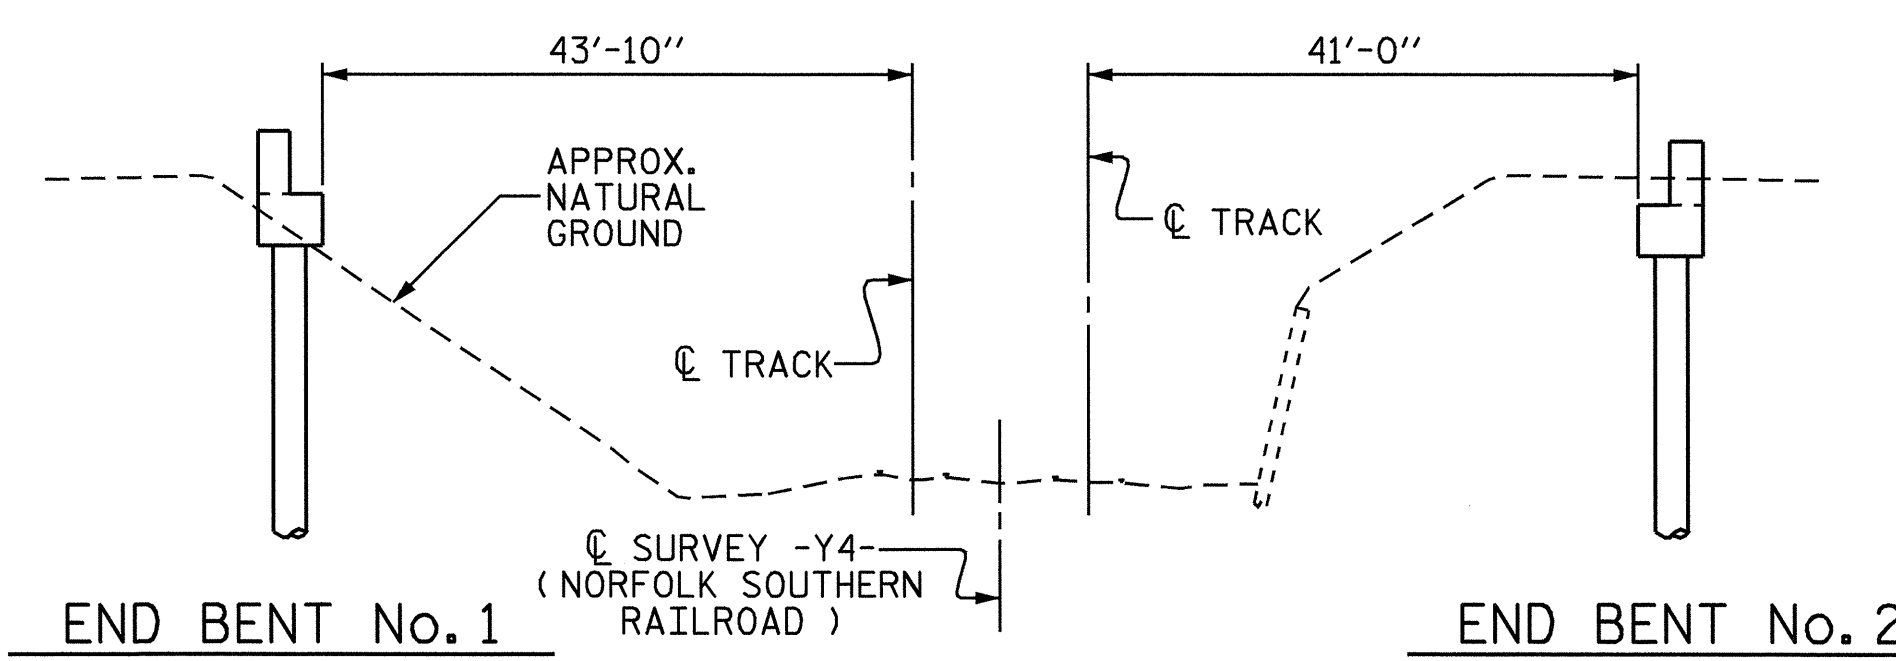 43'-10"
41'-0"
APPROX.
NATURAL
GROUND
℄ TRACK
℄ TRACK
℄ SURVEY -Y4-
( NORFOLK SOUTHERN
RAILROAD )
END BENT No. 1
END BENT No. 2